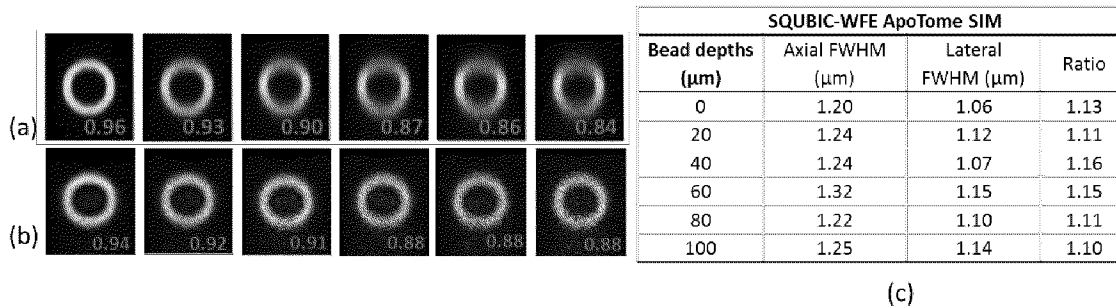 (a)
0.96 0.93 0.90 0.87 0.86 0.84
(b)
0.94 0.92 0.91 0.88 0.88 0.88
SQUBIC-WFE ApoTome SIM
Bead depths (μm) Axial FWHM (μm) Lateral FWHM (μm) Ratio
0 1.20 1.06 1.13
20 1.24 1.12 1.11
40 1.24 1.07 1.16
60 1.32 1.15 1.15
80 1.22 1.10 1.11
100 1.25 1.14 1.10
(c)